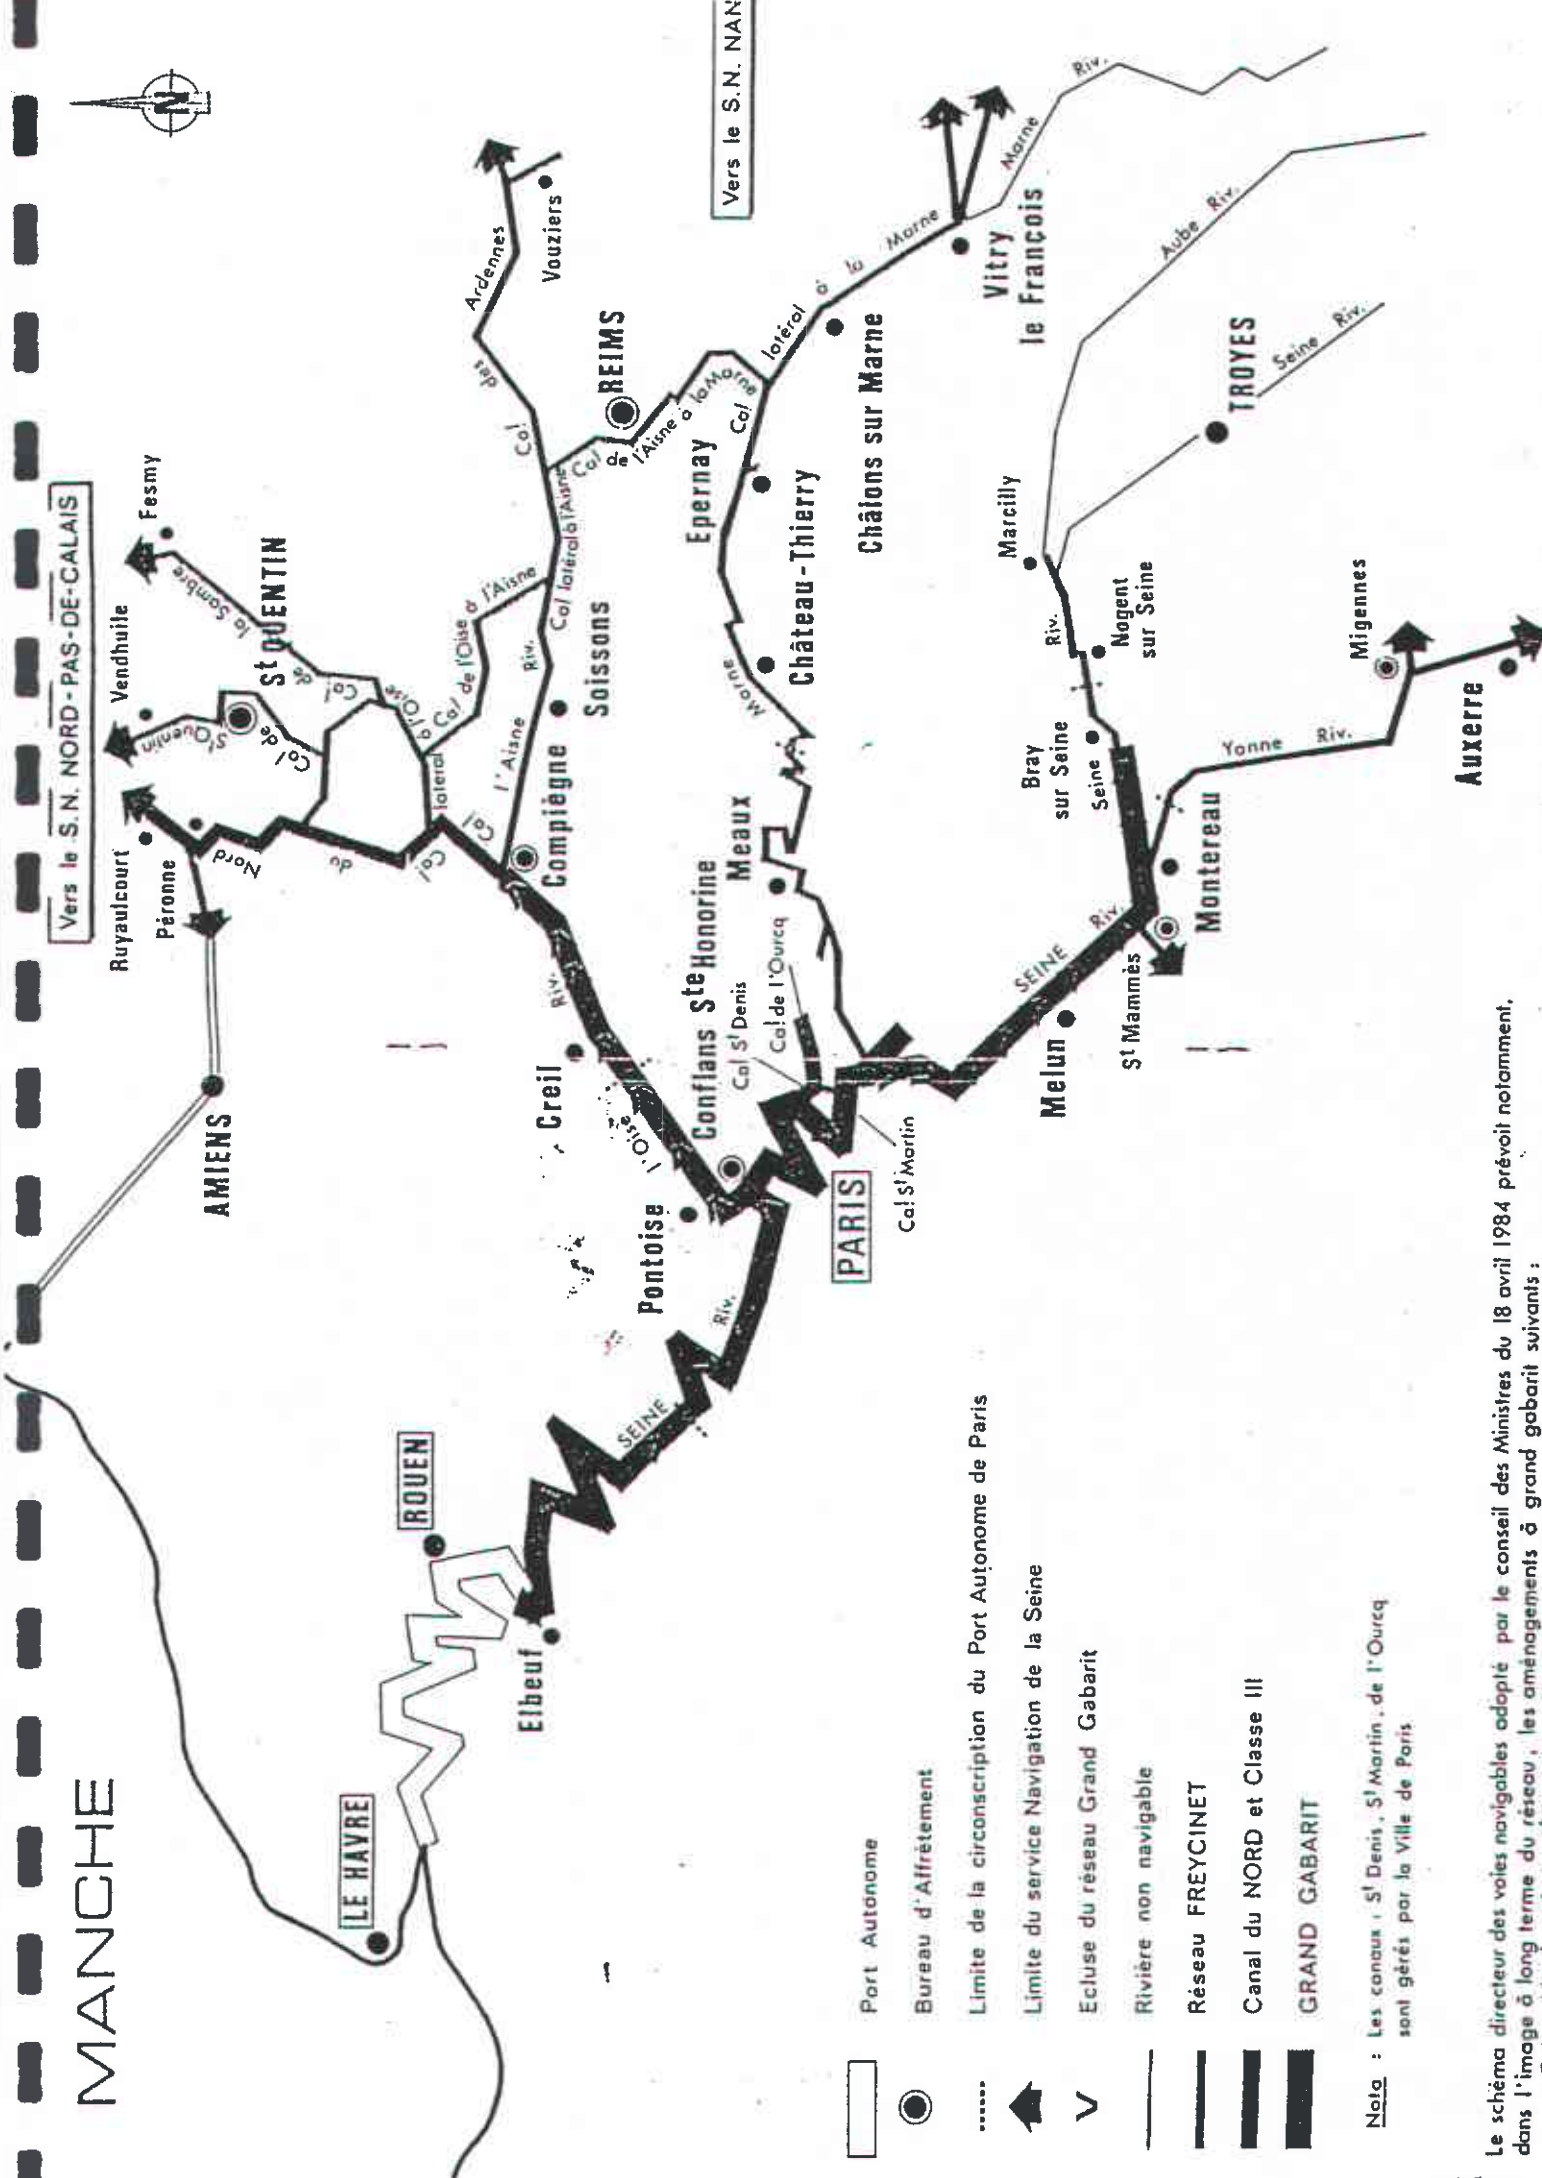 MANCHE
N
Vers le S.N. NORD-PAS-DE-CALAIS
Vers le S.N. NAN
Ruyaulcourt
Péronne
Vendhuile
Fesmy
St QUENTIN
AMIENS
Nord
du
Cal
Cal de
St Quentin
Cal
de
la Sambre
Cal
latéral
à
l'Oise
Cal de l'Oise à l'Aisne
Riv.
l'Aisne
Cal latéral à l'Aisne
Cal
des
Ardennes
Vouziers
REIMS
Cal
de
l'Aisne à la Marne
Soissons
Compiègne
Creil
Riv.
l'Oise
Pontoise
Conflans Ste Honorine
Cal St Denis
Cal de l'Ourcq
Meaux
Marne
Château-Thierry
Epernay
Cal
latéral
à
la
Marne
Châlons sur Marne
Vitry
le François
Marne
Riv.
Aube Riv.
Seine Riv.
TROYES
Marcilly
Riv.
Nogent
sur Seine
Bray
sur Seine
Seine
Montereau
Yonne Riv.
Migennes
Auxerre
St Mammès
SEINE
Riv.
Melun
Cal St Martin
PARIS
Riv.
SEINE
ROUEN
Elbeuf
LE HAVRE
Port Autonome
Bureau d'Affrètement
Limite de la circonscription du Port Autonome de Paris
Limite du service Navigation de la Seine
Ecluse du réseau Grand Gabarit
Rivière non navigable
Réseau FREYCINET
Canal du NORD et Classe III
GRAND GABARIT
Nota : Les canaux : St Denis, St Martin, de l'Ourcq
sont gérés par la Ville de Paris
Le schéma directeur des voies navigables adopté par le conseil des Ministres du 18 avril 1984 prévoit notamment,
dans l'image à long terme du réseau, les aménagements à grand gabarit suivants :